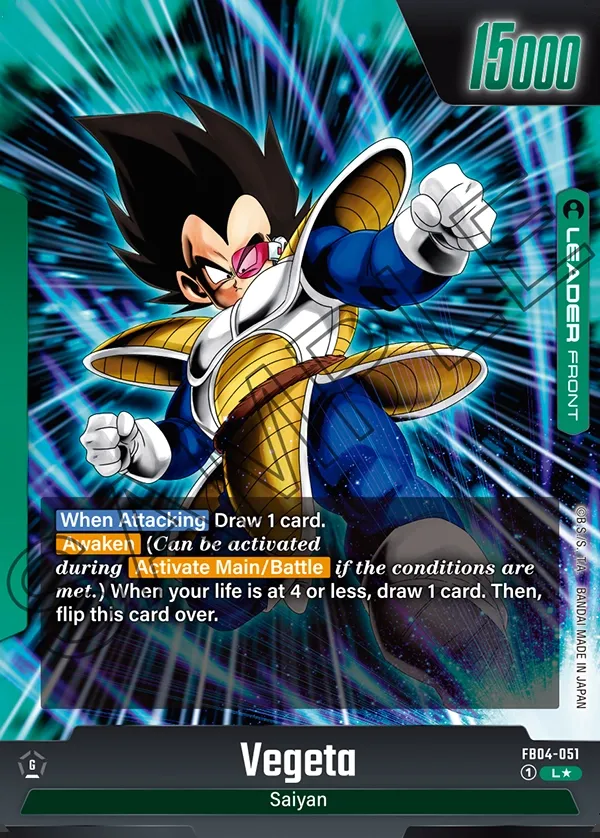 15000
LEADER FRONT
When Attacking Draw 1 card.
Awaken (Can be activated
during Activate Main/Battle if the conditions are
met.) When your life is at 4 or less, draw 1 card. Then,
flip this card over.
SAMPLE
©B.S./S., T.A. BANDAI MADE IN JAPAN
G
Vegeta
FB04-051
1 L★
Saiyan